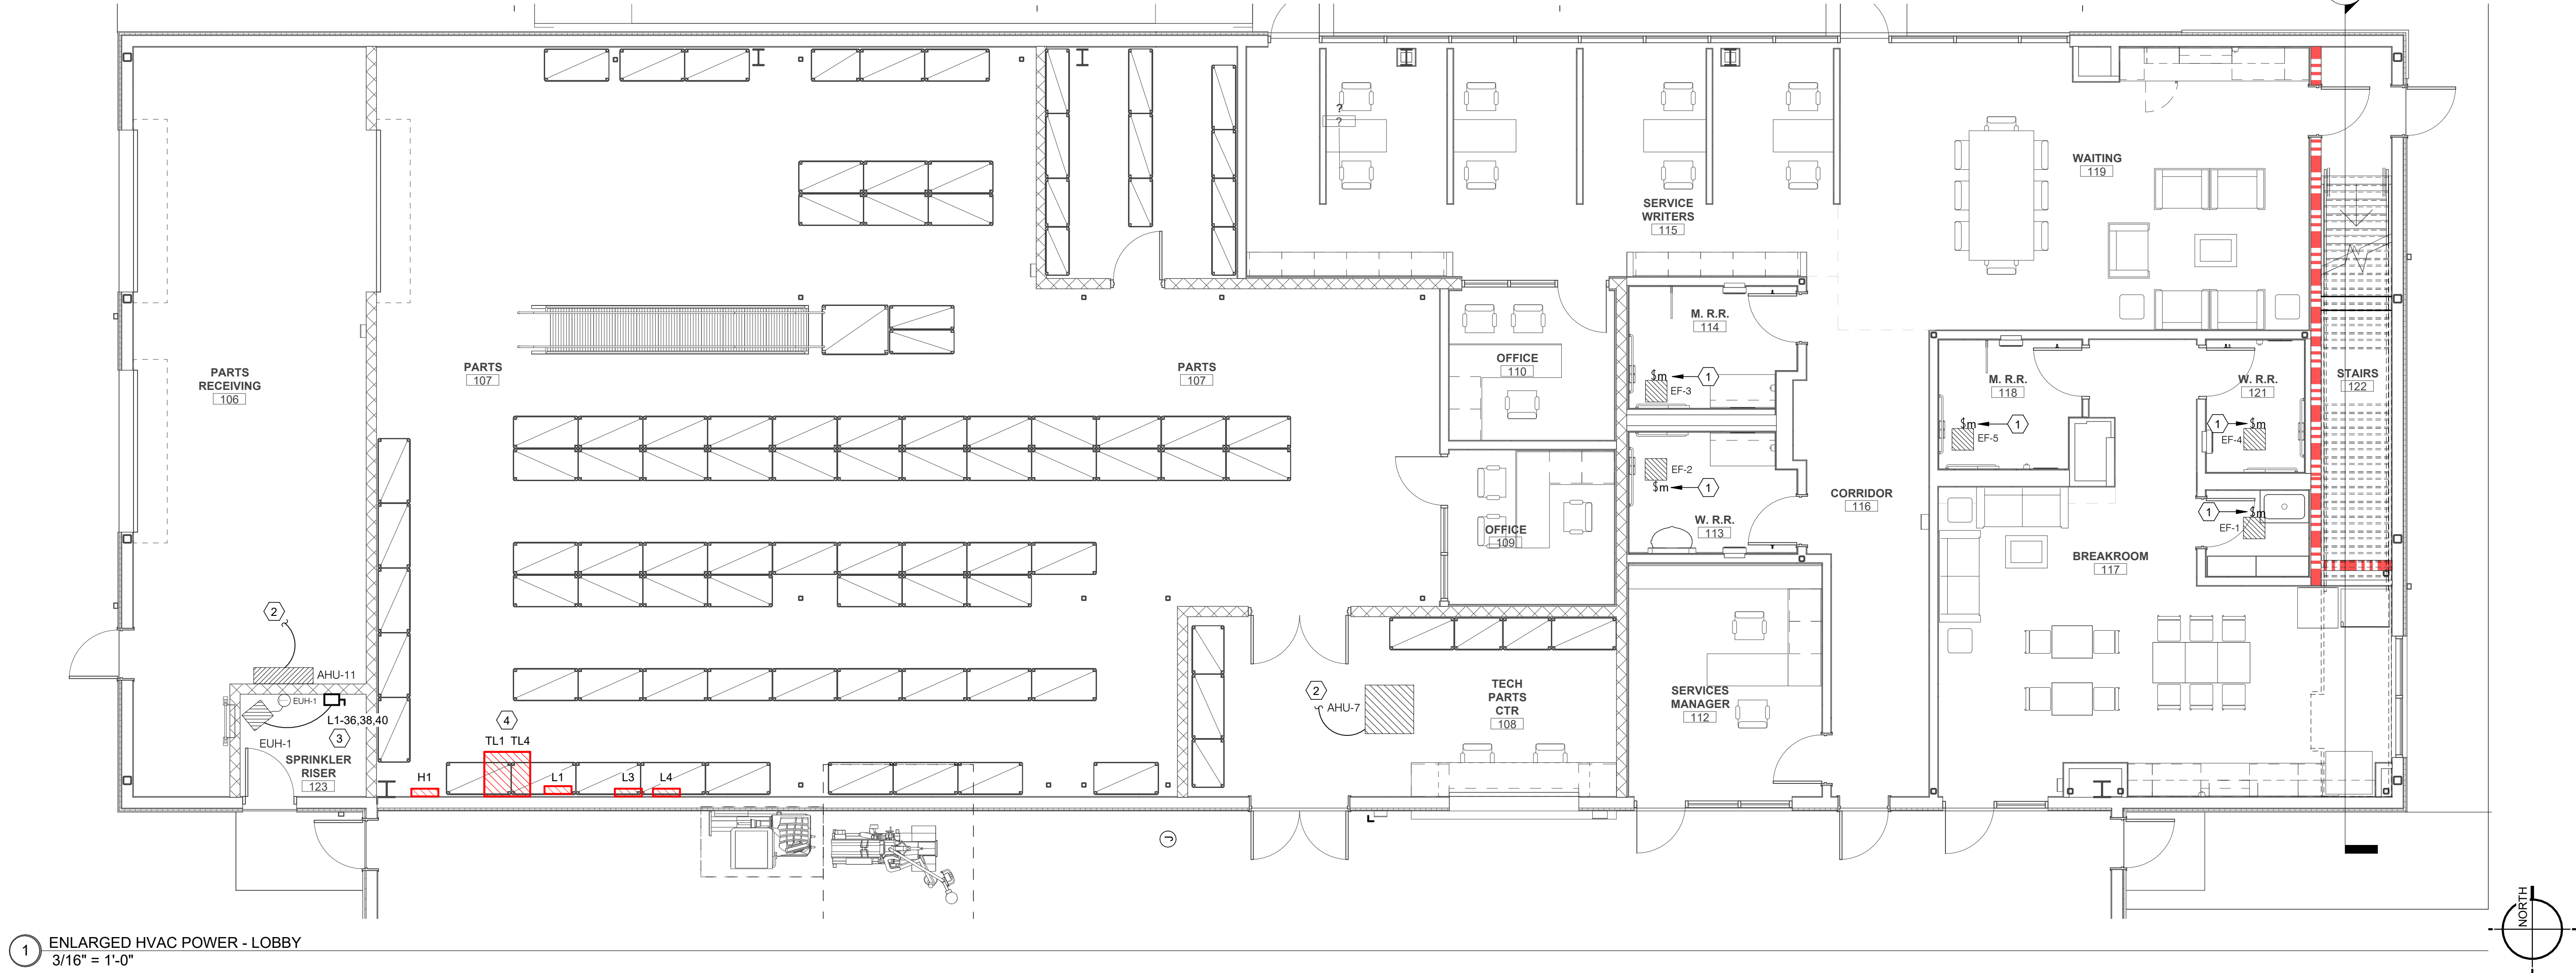 ?
?
WAITING
119
SERVICE
WRITERS
115
M. R.R.
114
$m
1
EF-3
OFFICE
110
PARTS
RECEIVING
106
PARTS
107
PARTS
107
M. R.R.
118
$m
1
EF-5
W. R.R.
121
1
$m
EF-4
STAIRS
122
EF-2
$m
1
W. R.R.
113
CORRIDOR
116
OFFICE
109
1
$m
EF-1
BREAKROOM
117
2
AHU-11
EUH-1
L1-36,38,40
3
EUH-1
SPRINKLER
RISER
123
4
TL1 TL4
H1
L1
L3
L4
2
AHU-7
TECH
PARTS
CTR
108
SERVICES
MANAGER
112
J
NORTH
1
ENLARGED HVAC POWER - LOBBY
3/16" = 1'-0"